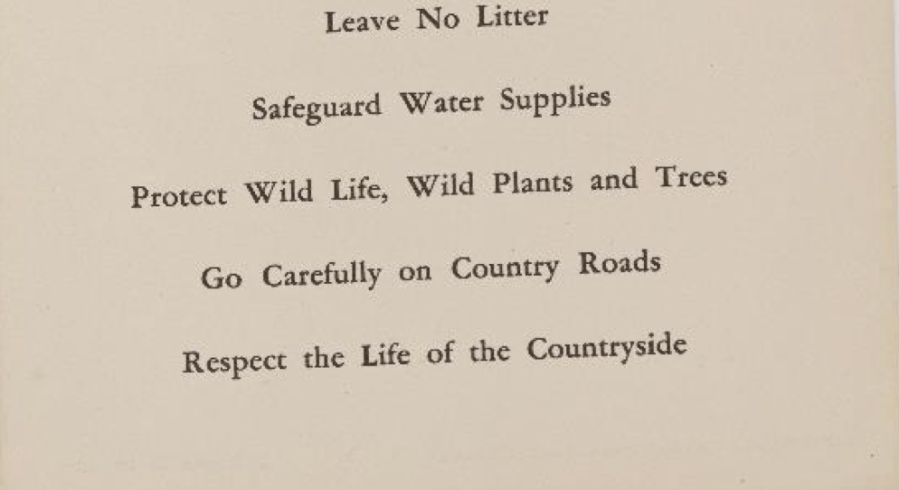 Leave No Litter
Safeguard Water Supplies
Protect Wild Life, Wild Plants and Trees
Go Carefully on Country Roads
Respect the Life of the Countryside